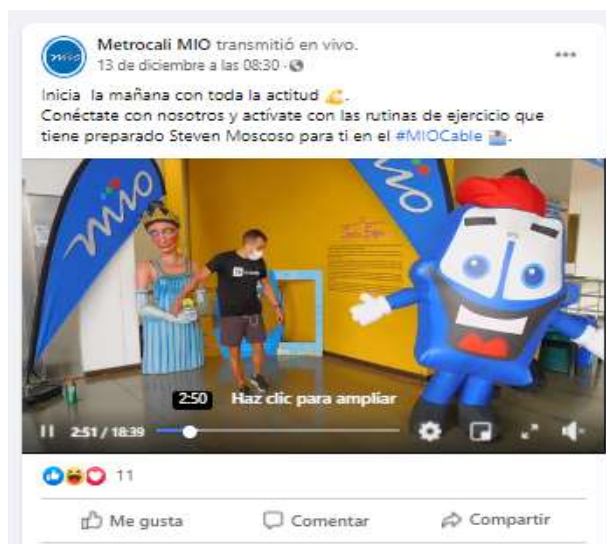 Metrocali MIO transmitió en vivo.
13 de diciembre a las 08:30 ·
Inicia la mañana con toda la actitud 💪.
Conéctate con nosotros y actívate con las rutinas de ejercicio que
tiene preparado Steven Moscoso para ti en el #MIOCable 🚡.
mio
mio
mio
2:50 Haz clic para ampliar
2:51 / 18:39
11
Me gusta Comentar Compartir